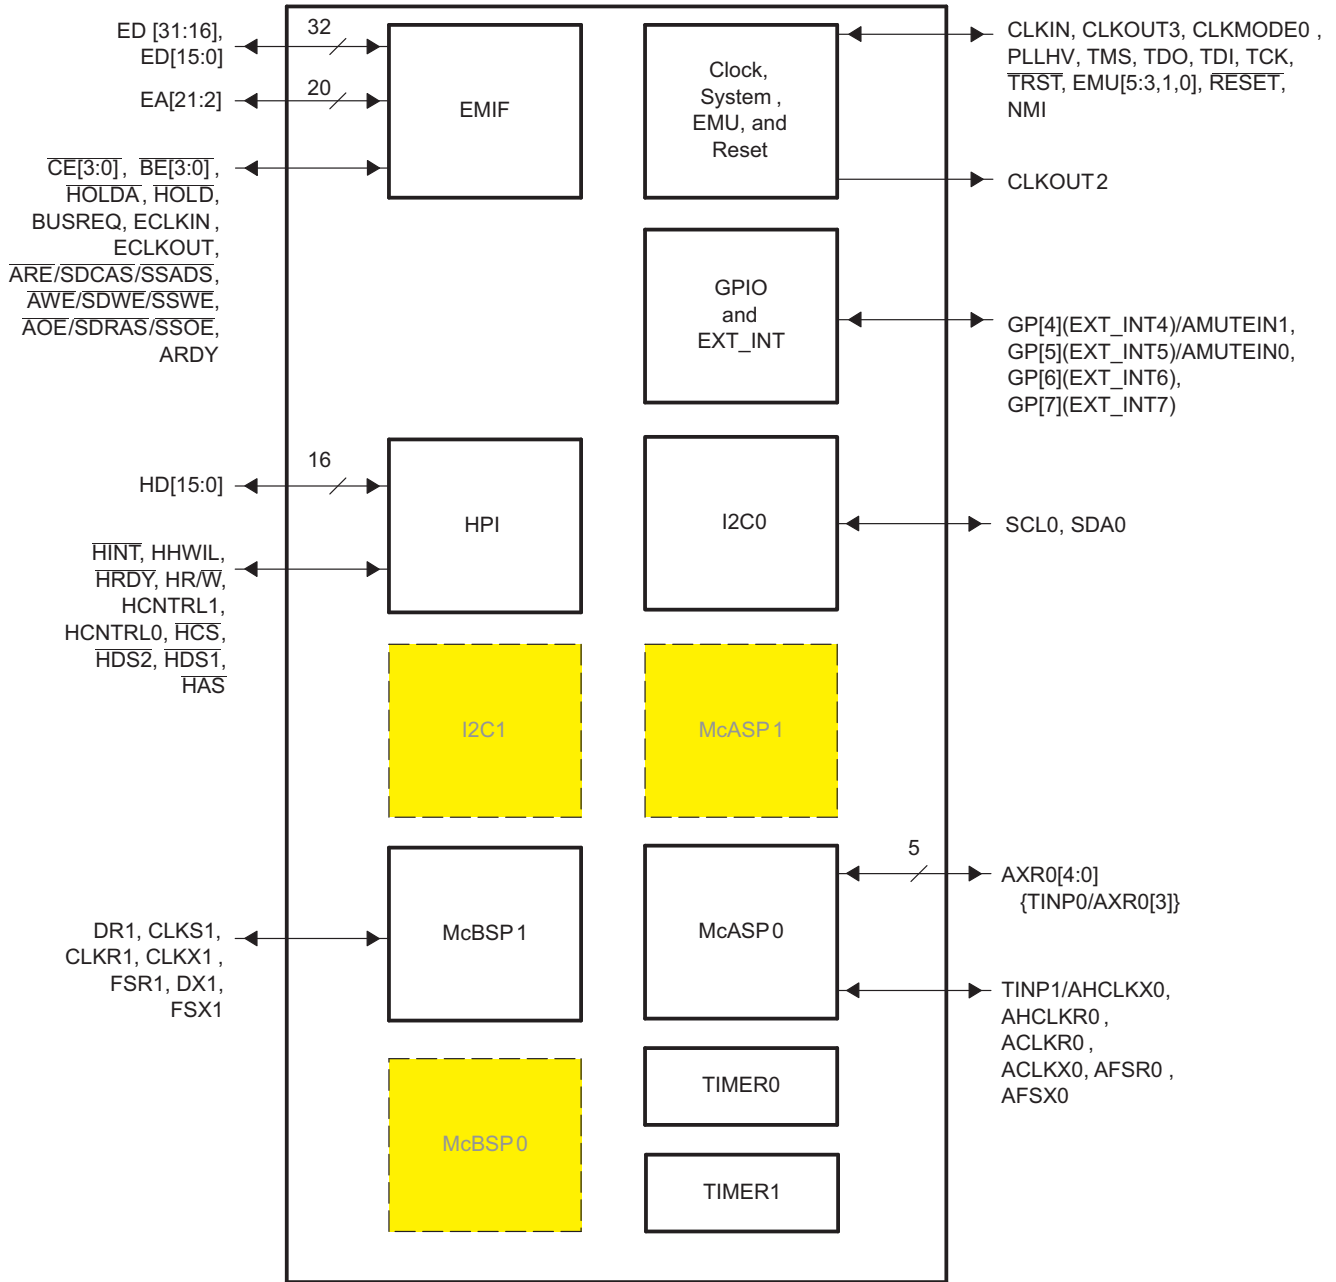 ED [31:16],
ED[15:0]
32
EA[21:2]
20
CE[3:0], BE[3:0],
HOLDA, HOLD,
BUSREQ, ECLKIN,
ECLKOUT,
ARE/SDCAS/SSADS,
AWE/SDWE/SSWE,
AOE/SDRAS/SSOE,
ARDY
EMIF
Clock,
System,
EMU, and
Reset
CLKIN, CLKOUT3, CLKMODE0,
PLLHV, TMS, TDO, TDI, TCK,
TRST, EMU[5:3,1,0], RESET,
NMI
CLKOUT2
GPIO
and
EXT_INT
GP[4](EXT_INT4)/AMUTEIN1,
GP[5](EXT_INT5)/AMUTEIN0,
GP[6](EXT_INT6),
GP[7](EXT_INT7)
HD[15:0]
16
HINT, HHWIL,
HRDY, HR/W,
HCNTRL1,
HCNTRL0, HCS,
HDS2, HDS1,
HAS
HPI
I2C0
SCL0, SDA0
I2C1
McASP1
DR1, CLKS1,
CLKR1, CLKX1,
FSR1, DX1,
FSX1
McBSP1
McASP0
5
AXR0[4:0]
{TINP0/AXR0[3]}
TINP1/AHCLKX0,
AHCLKR0,
ACLKR0,
ACLKX0, AFSR0,
AFSX0
McBSP0
TIMER0
TIMER1